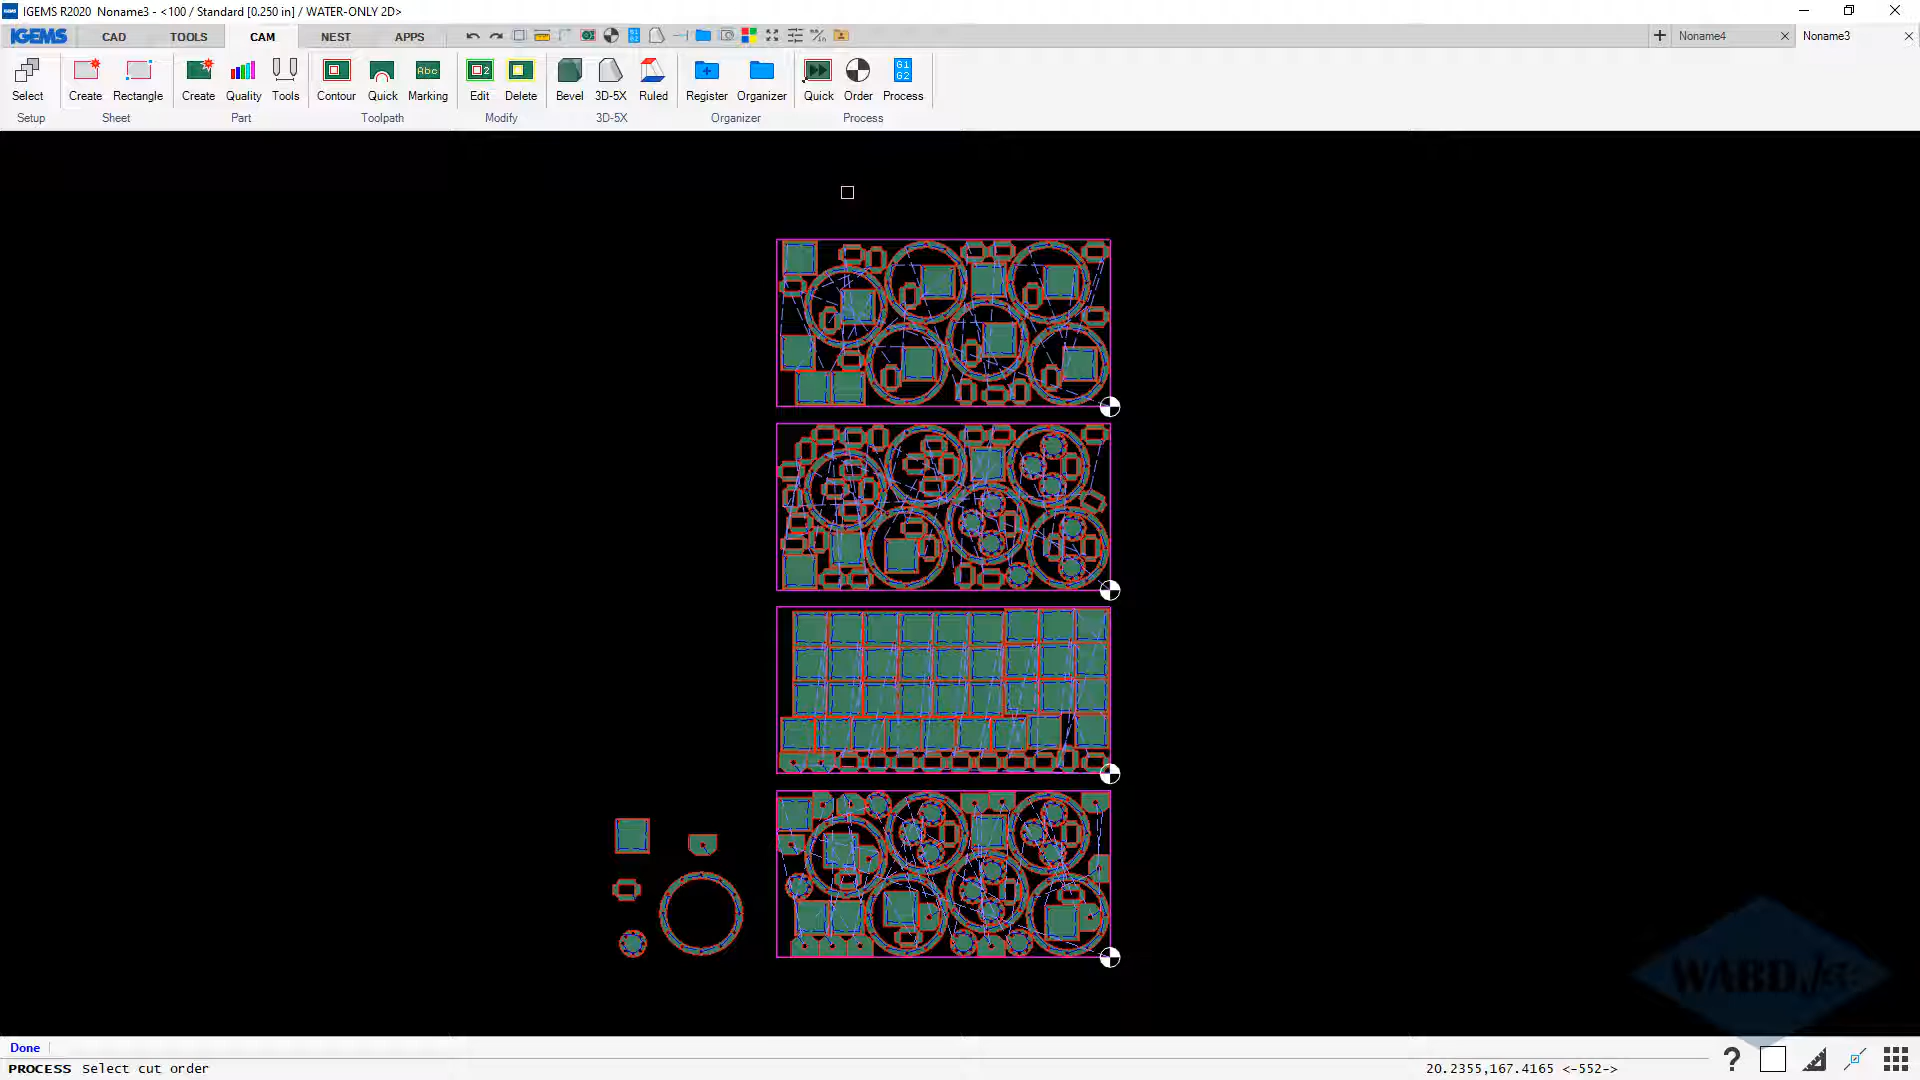 IGEMS R2020  Noname3 - <100 / Standard [0.250 in] / WATER-ONLY 2D>
IGEMS CAD TOOLS CAM NEST APPS Noname4 Noname3
Select Create Rectangle Create Quality Tools Contour Quick Marking Edit Delete Bevel 3D-5X Ruled Register Organizer Quick Order Process
Setup Sheet Part Toolpath Modify 3D-5X Organizer Process
WARDJet
Done
PROCESS Select cut order
20.2355,167.4165 <-552->